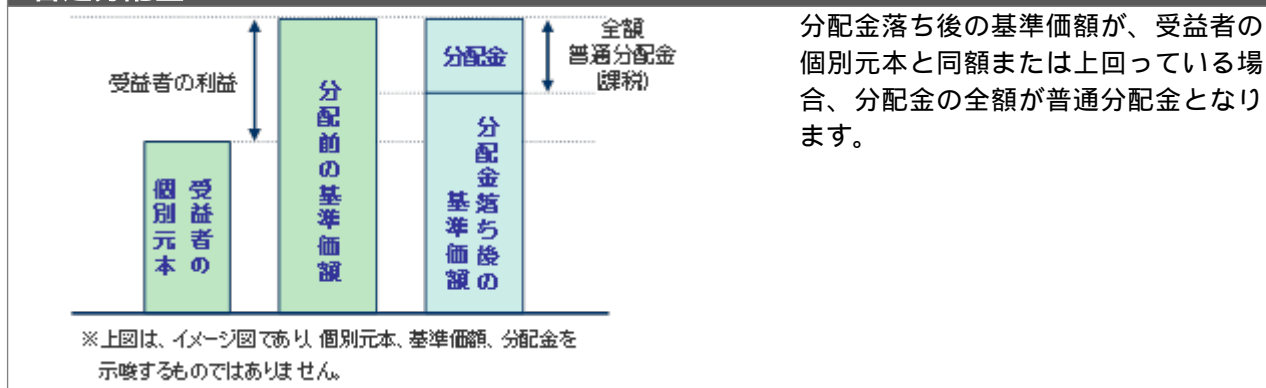 全額
普通分配金
(課税)
分配金
受益者の利益
分配前の基準価額
分配金落ち後の
基準価額
受益者の
個別元本
※上図は、イメージ図であり、個別元本、基準価額、分配金を
示唆するものではありません。
分配金落ち後の基準価額が、受益者の
個別元本と同額または上回っている場
合、分配金の全額が普通分配金となり
ます。